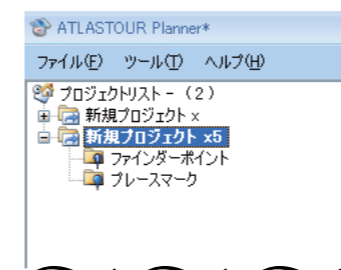 ATLASTOUR Planner*
ファイル(F) ツール(T) ヘルプ(H)
プロジェクトリスト - (2)
新規プロジェクト x
新規プロジェクト x5
ファインダーポイント
プレースマーク